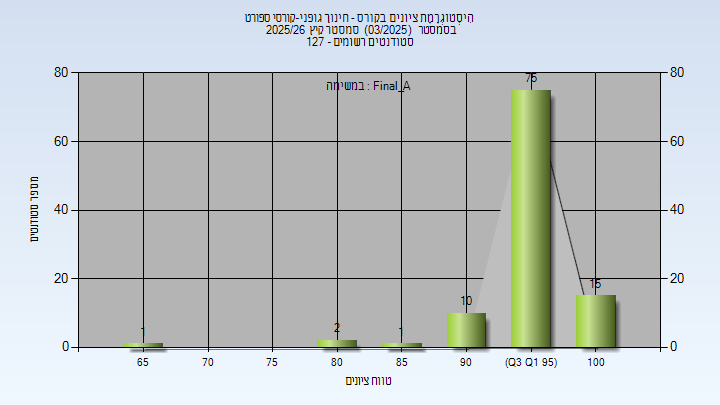 היסטוגרמת ציונים בקורס - חינוך גופני-קורסי ספורט
בסמסטר (03/2025) סמסטר קיץ 2025/26
סטודנטים רשומים - 127
במשימה : Final_A
80 80
60 60
40 40
20 20
0 0
75
15
10
2
1
1
מספר סטודנטים
65 70 75 80 85 90 (Q3 Q1 95) 100
טווח ציונים